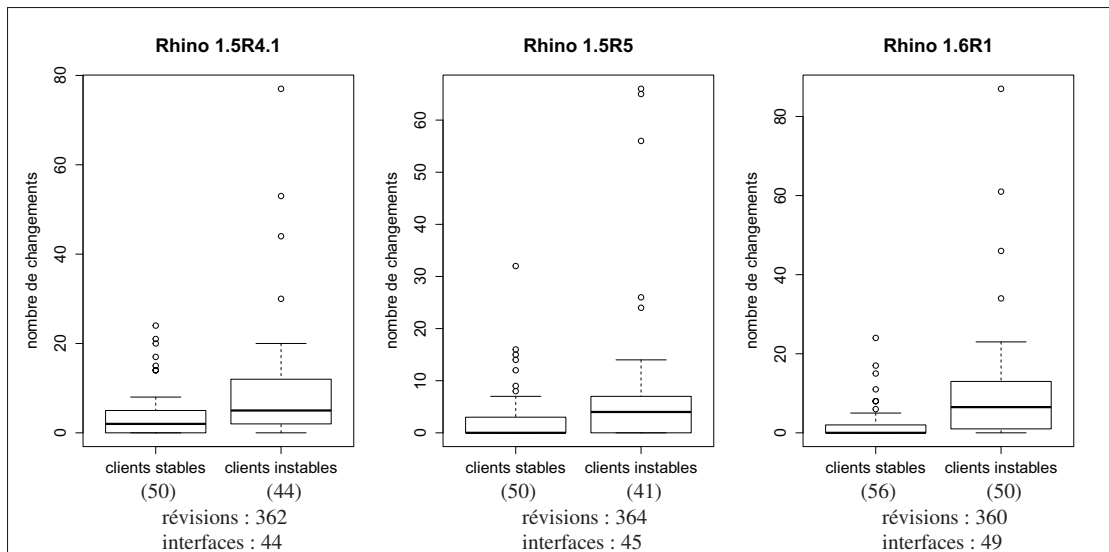 Rhino 1.5R4.1
nombre de changements
80
60
40
20
0
clients stables clients instables
(50) (44)
révisions : 362
interfaces : 44
Rhino 1.5R5
nombre de changements
60
50
40
30
20
10
0
clients stables clients instables
(50) (41)
révisions : 364
interfaces : 45
Rhino 1.6R1
nombre de changements
80
60
40
20
0
clients stables clients instables
(56) (50)
révisions : 360
interfaces : 49